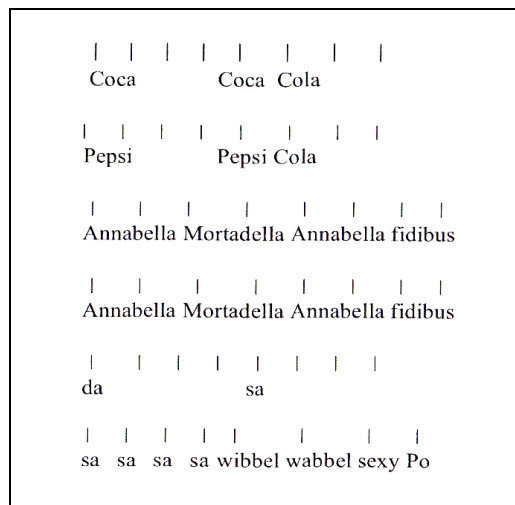 | | | | | | | |
Coca Coca Cola
| | | | | | | |
Pepsi Pepsi Cola
| | | | | | | |
Annabella Mortadella Annabella fidibus
| | | | | | | |
Annabella Mortadella Annabella fidibus
| | | | | | | |
da sa
| | | | | | | |
sa sa sa sa wibbel wabbel sexy Po